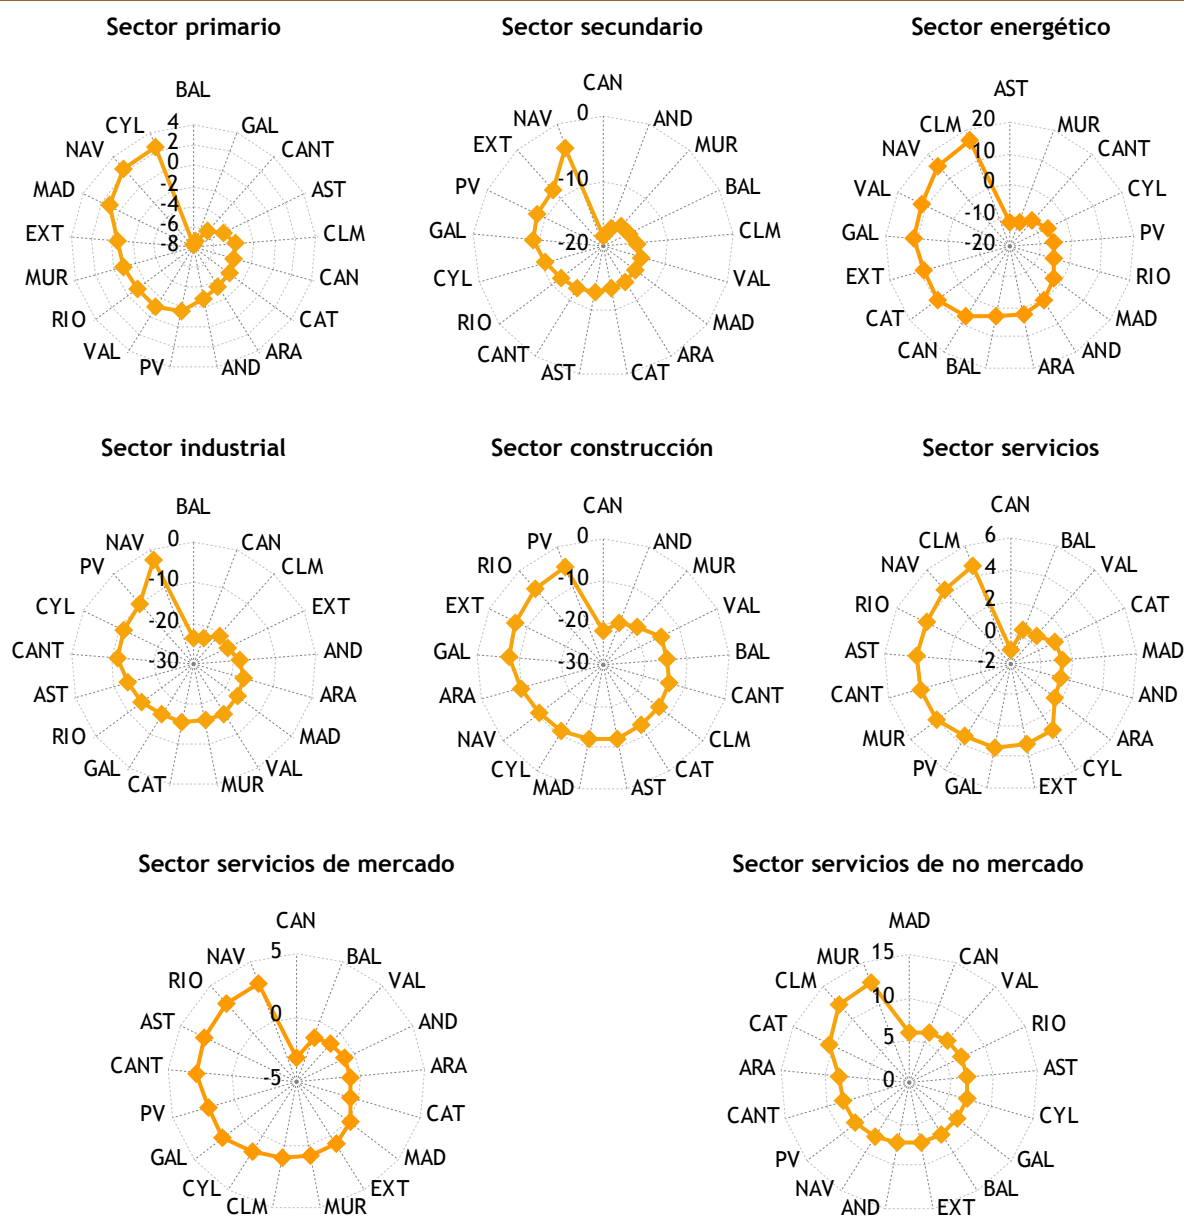 Sector primario
BAL
GAL
CANT
AST
CLM
CAN
CAT
ARA
AND
PV
VAL
RIO
MUR
EXT
MAD
NAV
CYL
4
2
0
-2
-4
-6
-8
Sector secundario
CAN
AND
MUR
BAL
CLM
VAL
MAD
ARA
CAT
AST
CANT
RIO
CYL
GAL
PV
EXT
NAV
0
-10
-20
Sector energético
AST
MUR
CANT
CYL
PV
RIO
MAD
AND
ARA
BAL
CAN
CAT
EXT
GAL
VAL
NAV
CLM
20
10
0
-10
-20
Sector industrial
BAL
CAN
CLM
EXT
AND
ARA
MAD
VAL
MUR
CAT
GAL
RIO
AST
CANT
CYL
PV
NAV
0
-10
-20
-30
Sector construcción
CAN
AND
MUR
VAL
BAL
CANT
CLM
CAT
AST
MAD
CYL
NAV
ARA
GAL
EXT
RIO
PV
0
-10
-20
-30
Sector servicios
CAN
BAL
VAL
CAT
MAD
AND
ARA
CYL
EXT
GAL
PV
MUR
CANT
AST
RIO
NAV
CLM
6
4
2
0
-2
Sector servicios de mercado
CAN
BAL
VAL
AND
ARA
CAT
MAD
EXT
MUR
CLM
CYL
GAL
PV
CANT
AST
RIO
NAV
5
0
-5
Sector servicios de no mercado
MAD
CAN
VAL
RIO
AST
CYL
GAL
BAL
EXT
AND
NAV
PV
CANT
ARA
CAT
CLM
MUR
15
10
5
0